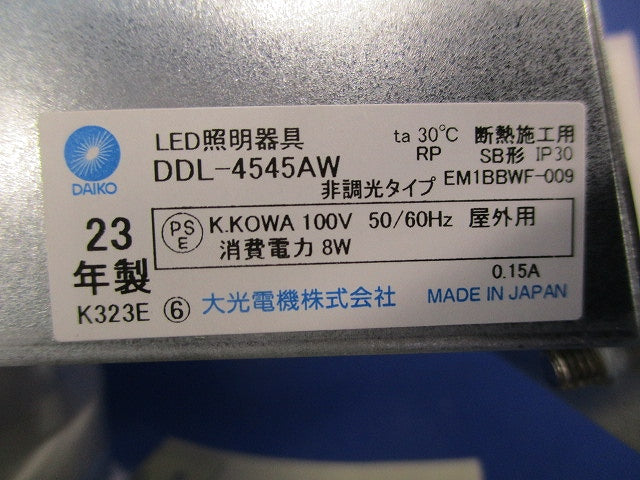 DAIKO
LED照明器具
DDL-4545AW
非調光タイプ
ta 30℃ 断熱施工用
RP SB形 IP30
EM1BBWF-009
23
年製
K323E ⑥
PS
E
K.KOWA 100V 50/60Hz 屋外用
消費電力 8W
0.15A
大光電機株式会社 MADE IN JAPAN